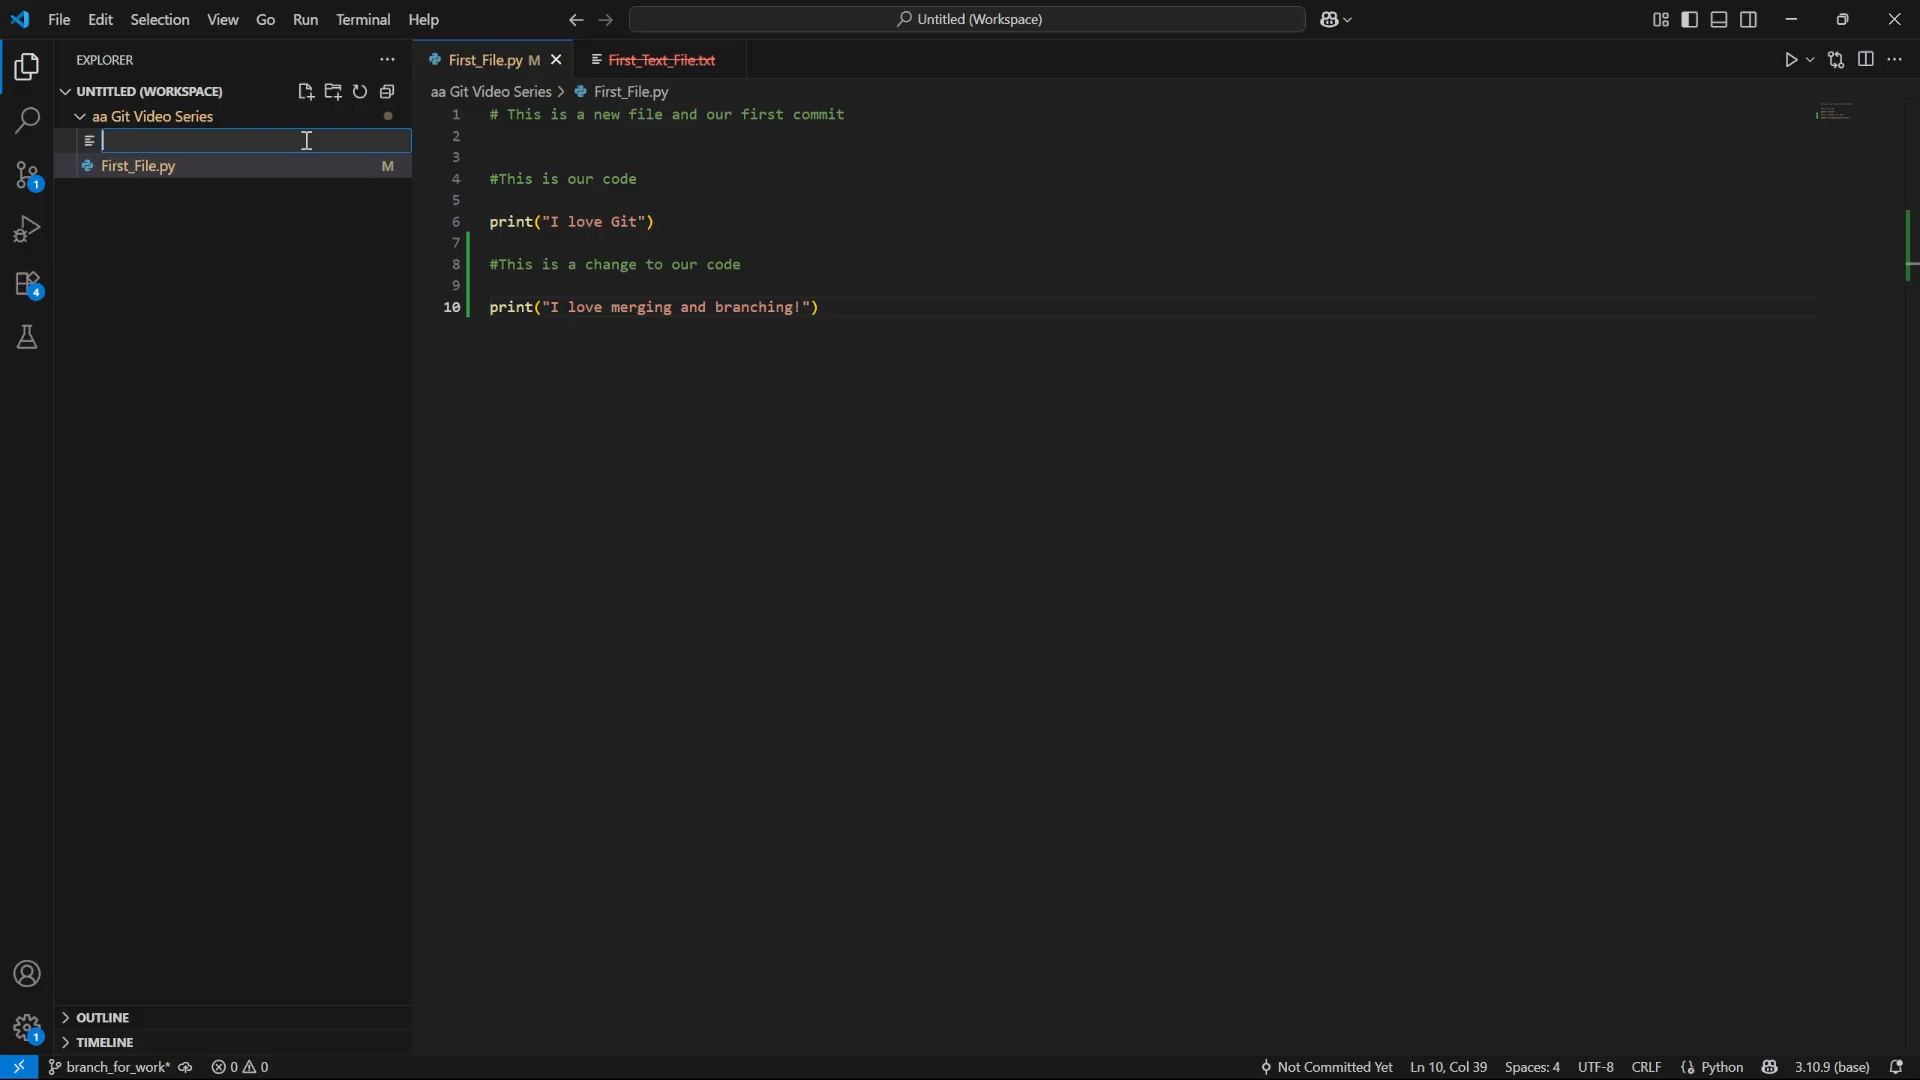 File Edit Selection View Go Run Terminal Help
Untitled (Workspace)
EXPLORER
UNTITLED (WORKSPACE)
aa Git Video Series
First_File.py M
First_File.py M
First_Text_File.txt
aa Git Video Series > First_File.py
1 # This is a new file and our first commit
2
3
4 #This is our code
5
6 print("I love Git")
7
8 #This is a change to our code
9
10 print("I love merging and branching!")
1
4
1
OUTLINE
TIMELINE
branch_for_work* 0 0
Not Committed Yet Ln 10, Col 39 Spaces: 4 UTF-8 CRLF {} Python 3.10.9 (base)